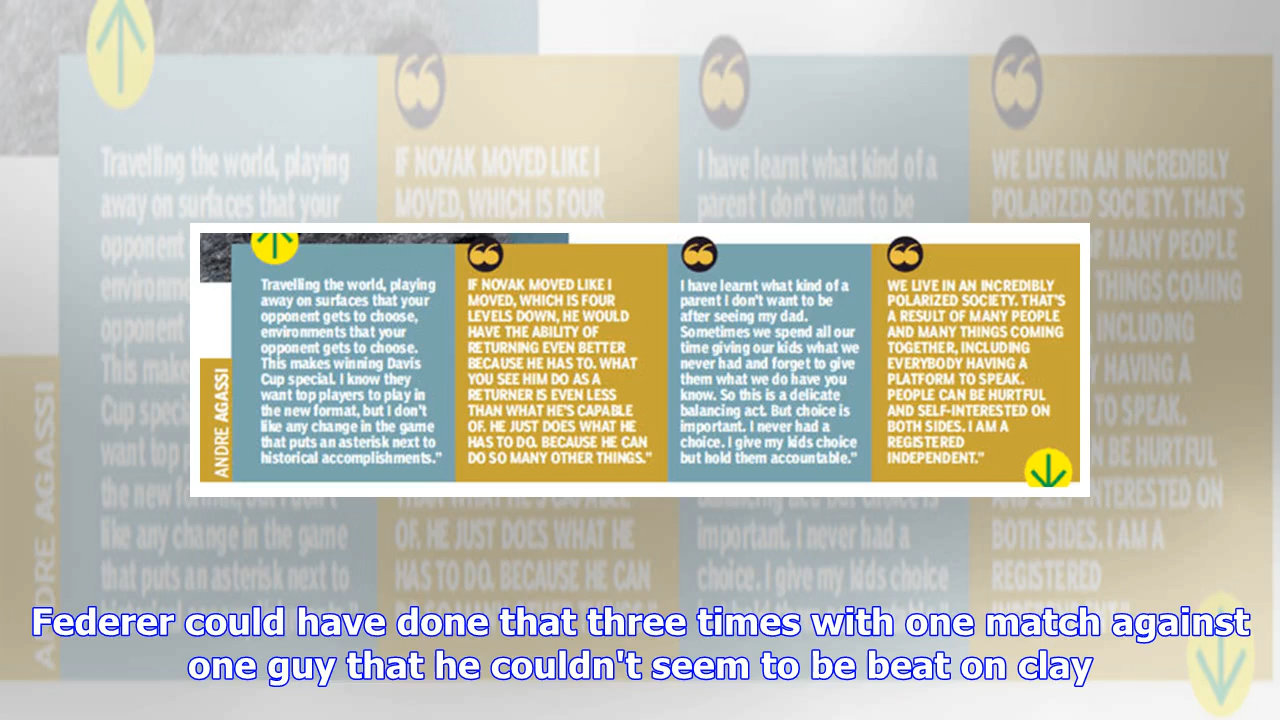 ANDRE AGASSI
Travelling the world, playing
away on surfaces that your
opponent gets to choose,
environments that your
opponent gets to choose.
This makes winning Davis
Cup special. I know they
want top players to play in
the new format, but I don't
like any change in the game
that puts an asterisk next to
historical accomplishments."
IF NOVAK MOVED LIKE I
MOVED, WHICH IS FOUR
LEVELS DOWN, HE WOULD
HAVE THE ABILITY OF
RETURNING EVEN BETTER
BECAUSE HE HAS TO. WHAT
YOU SEE HIM DO AS A
RETURNER IS EVEN LESS
THAN WHAT HE'S CAPABLE
OF. HE JUST DOES WHAT HE
HAS TO DO. BECAUSE HE CAN
DO SO MANY OTHER THINGS."
I have learnt what kind of a
parent I don't want to be
after seeing my dad.
Sometimes we spend all our
time giving our kids what we
never had and forget to give
them what we do have you
know. So this is a delicate
balancing act. But choice is
important. I never had a
choice. I give my kids choice
but hold them accountable."
WE LIVE IN AN INCREDIBLY
POLARIZED SOCIETY. THAT'S
A RESULT OF MANY PEOPLE
AND MANY THINGS COMING
TOGETHER, INCLUDING
EVERYBODY HAVING A
PLATFORM TO SPEAK.
PEOPLE CAN BE HURTFUL
AND SELF-INTERESTED ON
BOTH SIDES. I AM A
REGISTERED
INDEPENDENT."
Federer could have done that three times with one match against
one guy that he couldn't seem to be beat on clay